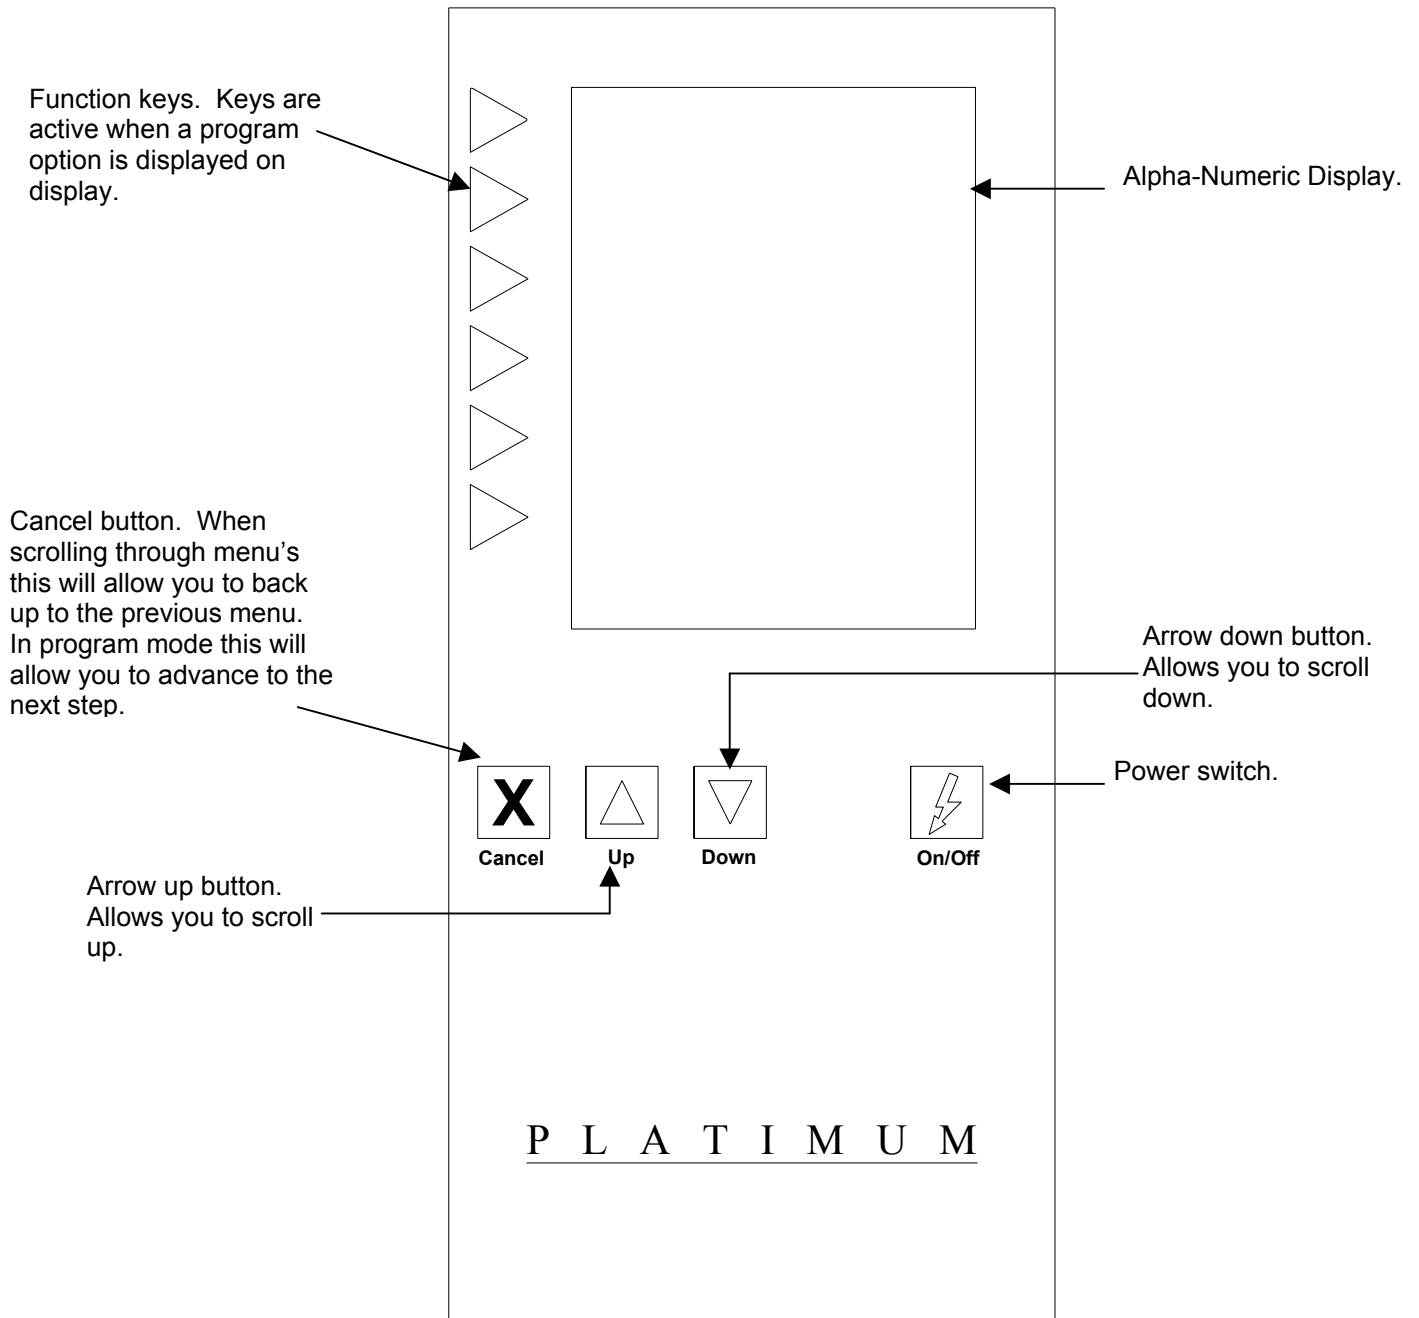 Function keys.  Keys are
active when a program
option is displayed on
display.
Alpha-Numeric Display.
Cancel button.  When
scrolling through menu’s
this will allow you to back
up to the previous menu.
In program mode this will
allow you to advance to the
next step.
Arrow down button.
Allows you to scroll
down.
Power switch.
X
Cancel
Up
Down
On/Off
Arrow up button.
Allows you to scroll
up.
P L A T I M U M